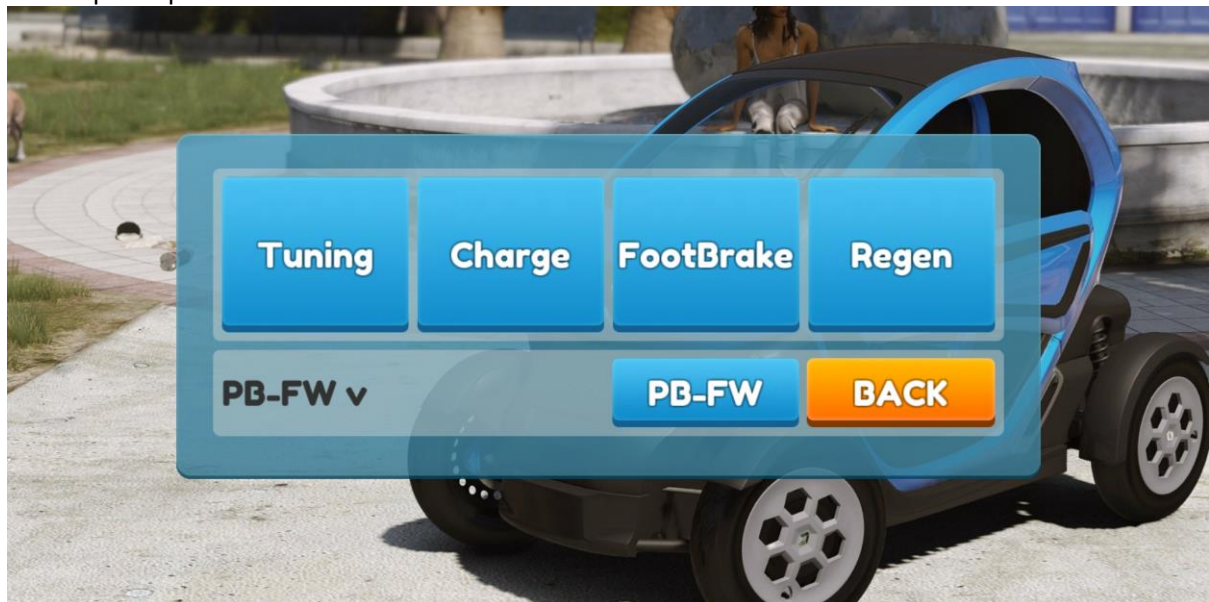 Tuning
Charge
FootBrake
Regen
PB-FW v
PB-FW
BACK